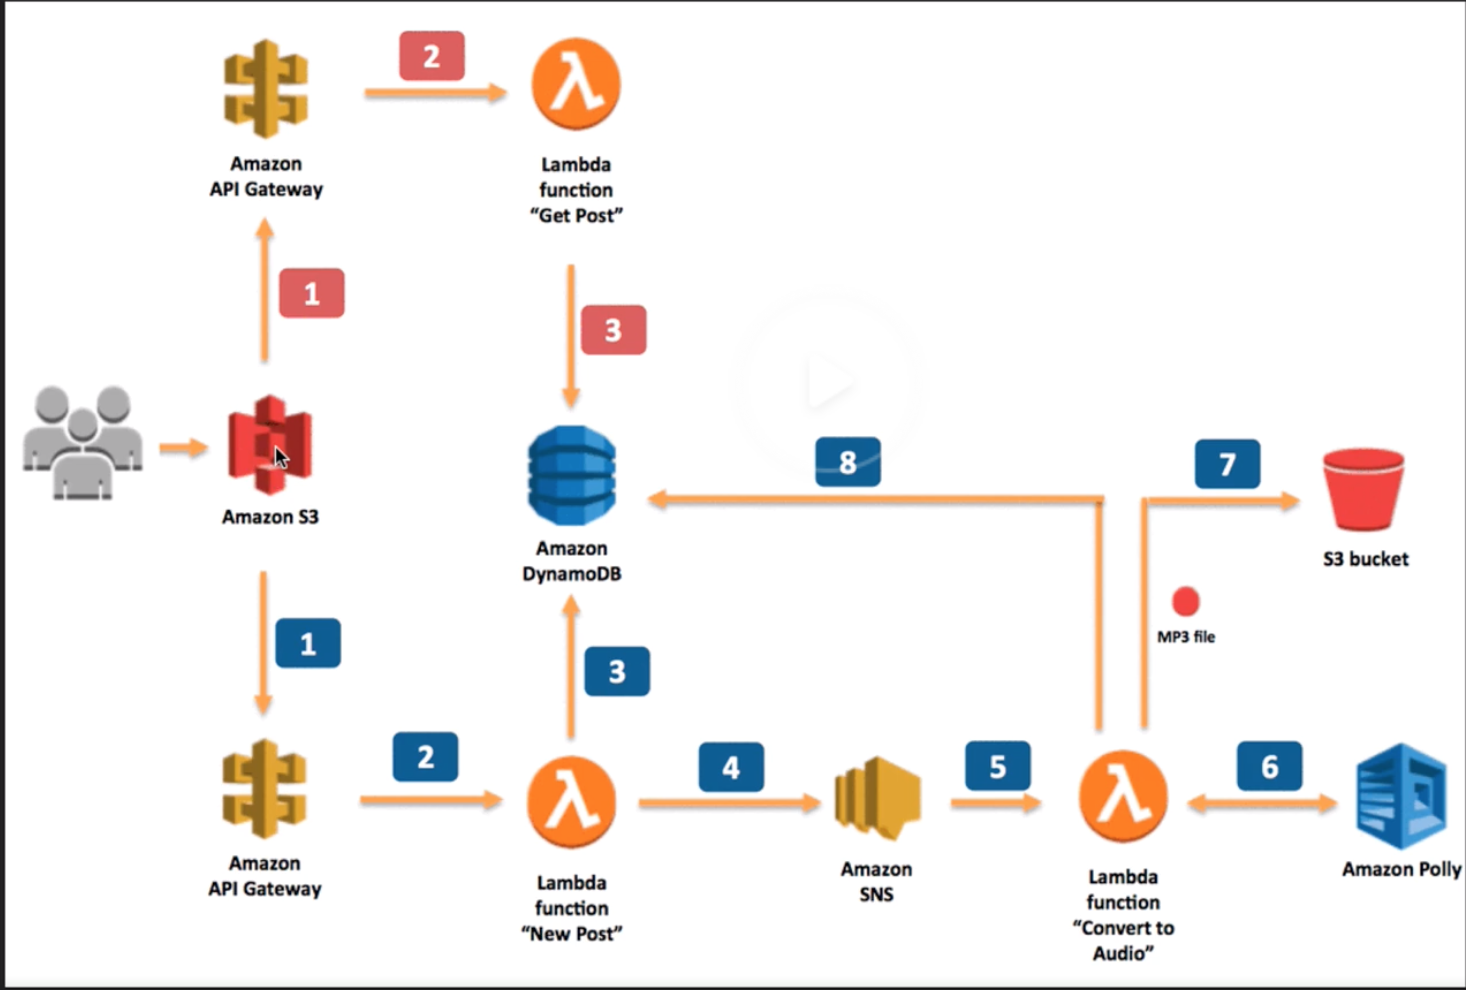 2
Amazon
API Gateway
Lambda
function
“Get Post”
1
3
Amazon S3
8
7
Amazon
DynamoDB
S3 bucket
MP3 file
1
3
2
4
5
6
Amazon
API Gateway
Lambda
function
“New Post”
Amazon
SNS
Lambda
function
“Convert to
Audio”
Amazon Polly